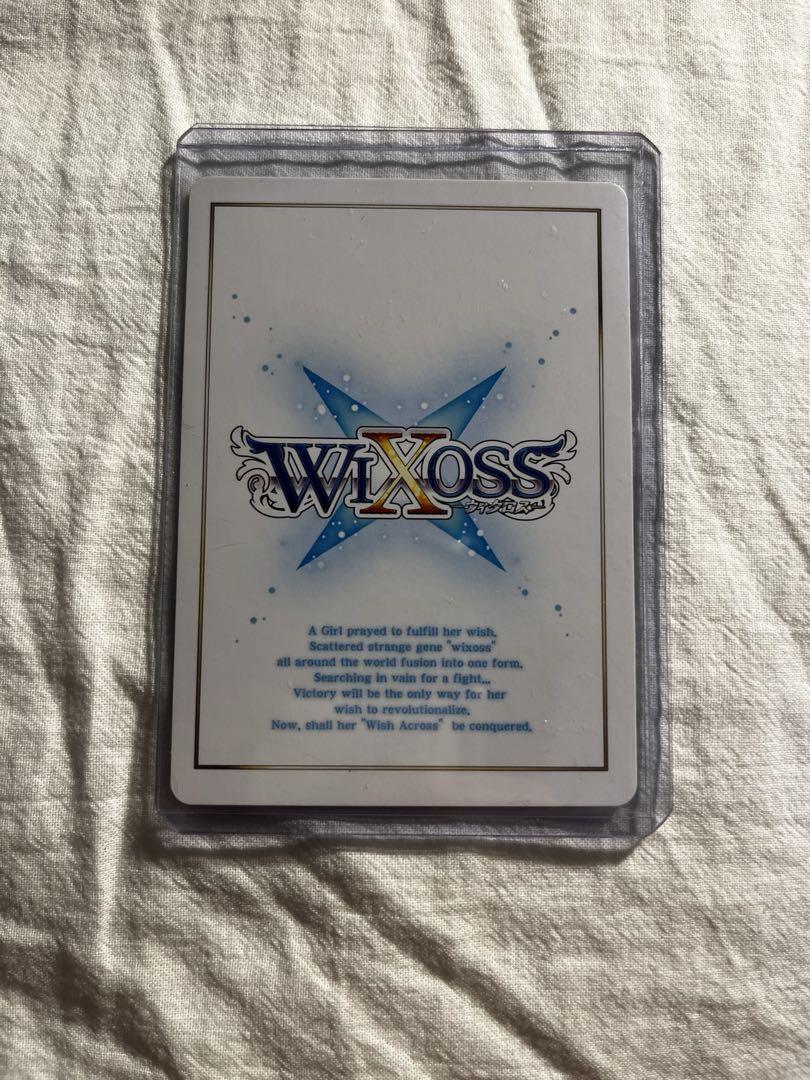 WIXOSS
ウィクロス
A Girl prayed to fulfill her wish,
Scattered strange gene "wixoss"
all around the world fusion into one form.
Searching in vain for a fight...
Victory will be the only way for her
wish to revolutionalize.
Now, shall her "Wish Across" be conquered.